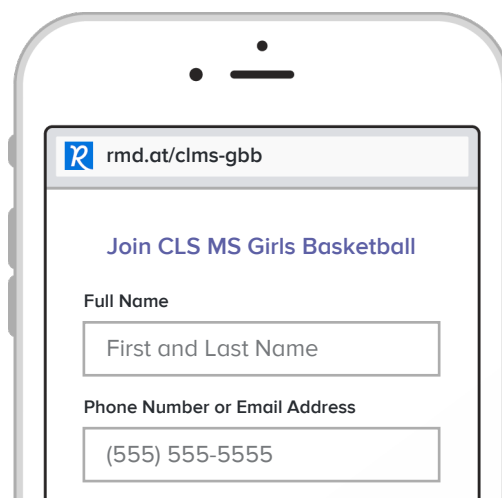 rmd.at/clms-gbb
Join CLS MS Girls Basketball
Full Name
First and Last Name
Phone Number or Email Address
(555) 555-5555